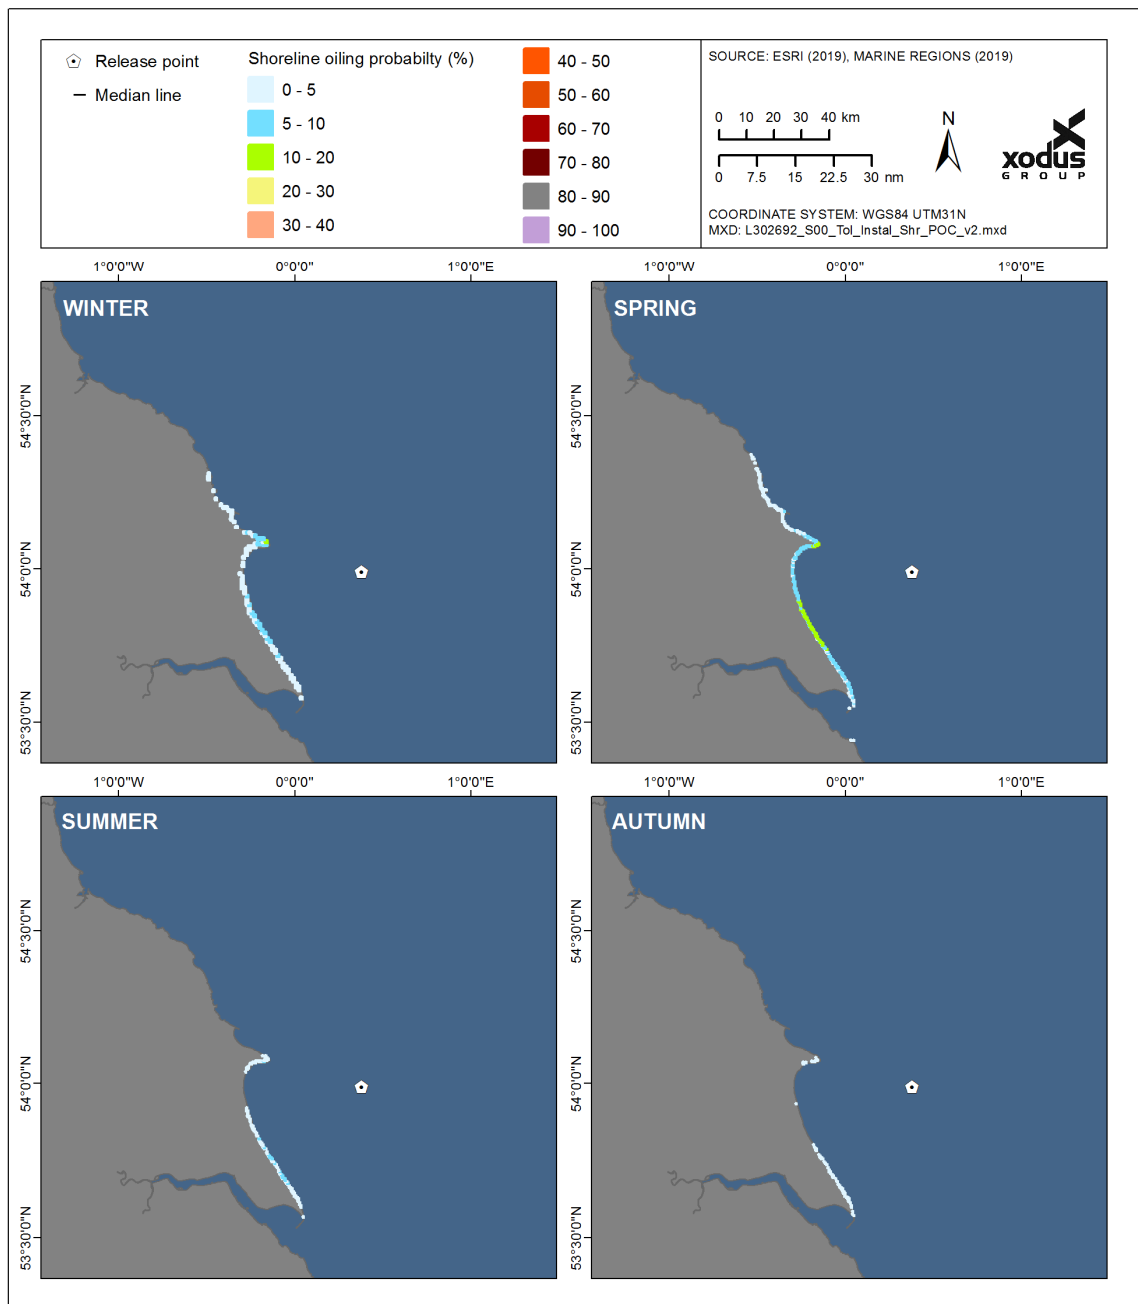 Release point
Median line
Shoreline oiling probabilty (%)
0 - 5
5 - 10
10 - 20
20 - 30
30 - 40
40 - 50
50 - 60
60 - 70
70 - 80
80 - 90
90 - 100
SOURCE: ESRI (2019), MARINE REGIONS (2019)
0 10 20 30 40 km
0 7.5 15 22.5 30 nm
N
xodus
GROUP
COORDINATE SYSTEM: WGS84 UTM31N
MXD: L302692_S00_Tol_Instal_Shr_POC_v2.mxd
1°0'0"W 0°0'0" 1°0'0"E
1°0'0"W 0°0'0" 1°0'0"E
WINTER
SPRING
54°30'0"N
54°0'0"N
53°30'0"N
54°30'0"N
54°0'0"N
53°30'0"N
1°0'0"W 0°0'0" 1°0'0"E
1°0'0"W 0°0'0" 1°0'0"E
SUMMER
AUTUMN
54°30'0"N
54°0'0"N
53°30'0"N
54°30'0"N
54°0'0"N
53°30'0"N